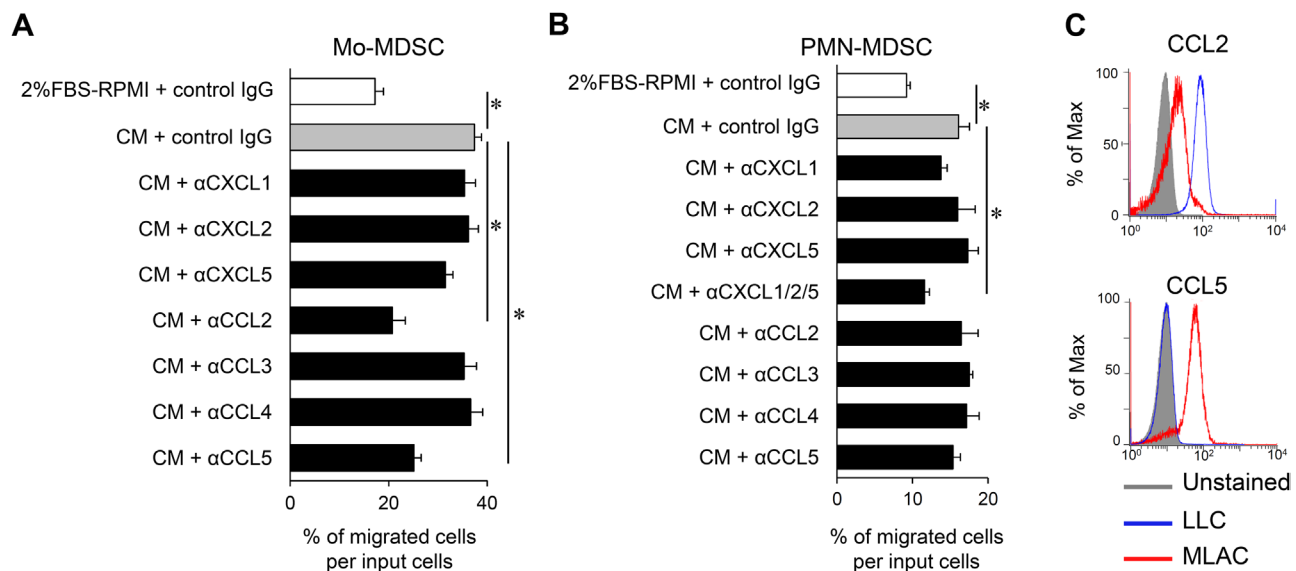 A
Mo-MDSC
2%FBS-RPMI + control IgG
CM + control IgG
CM + αCXCL1
CM + αCXCL2
CM + αCXCL5
CM + αCCL2
CM + αCCL3
CM + αCCL4
CM + αCCL5
*
*
*
0 20 40
% of migrated cells
per input cells
B
PMN-MDSC
2%FBS-RPMI + control IgG
CM + control IgG
CM + αCXCL1
CM + αCXCL2
CM + αCXCL5
CM + αCXCL1/2/5
CM + αCCL2
CM + αCCL3
CM + αCCL4
CM + αCCL5
*
*
0 10 20
% of migrated cells
per input cells
C
CCL2
% of Max
100
50
0
10⁰ 10² 10⁴
CCL5
% of Max
100
50
0
10⁰ 10² 10⁴
Unstained
LLC
MLAC